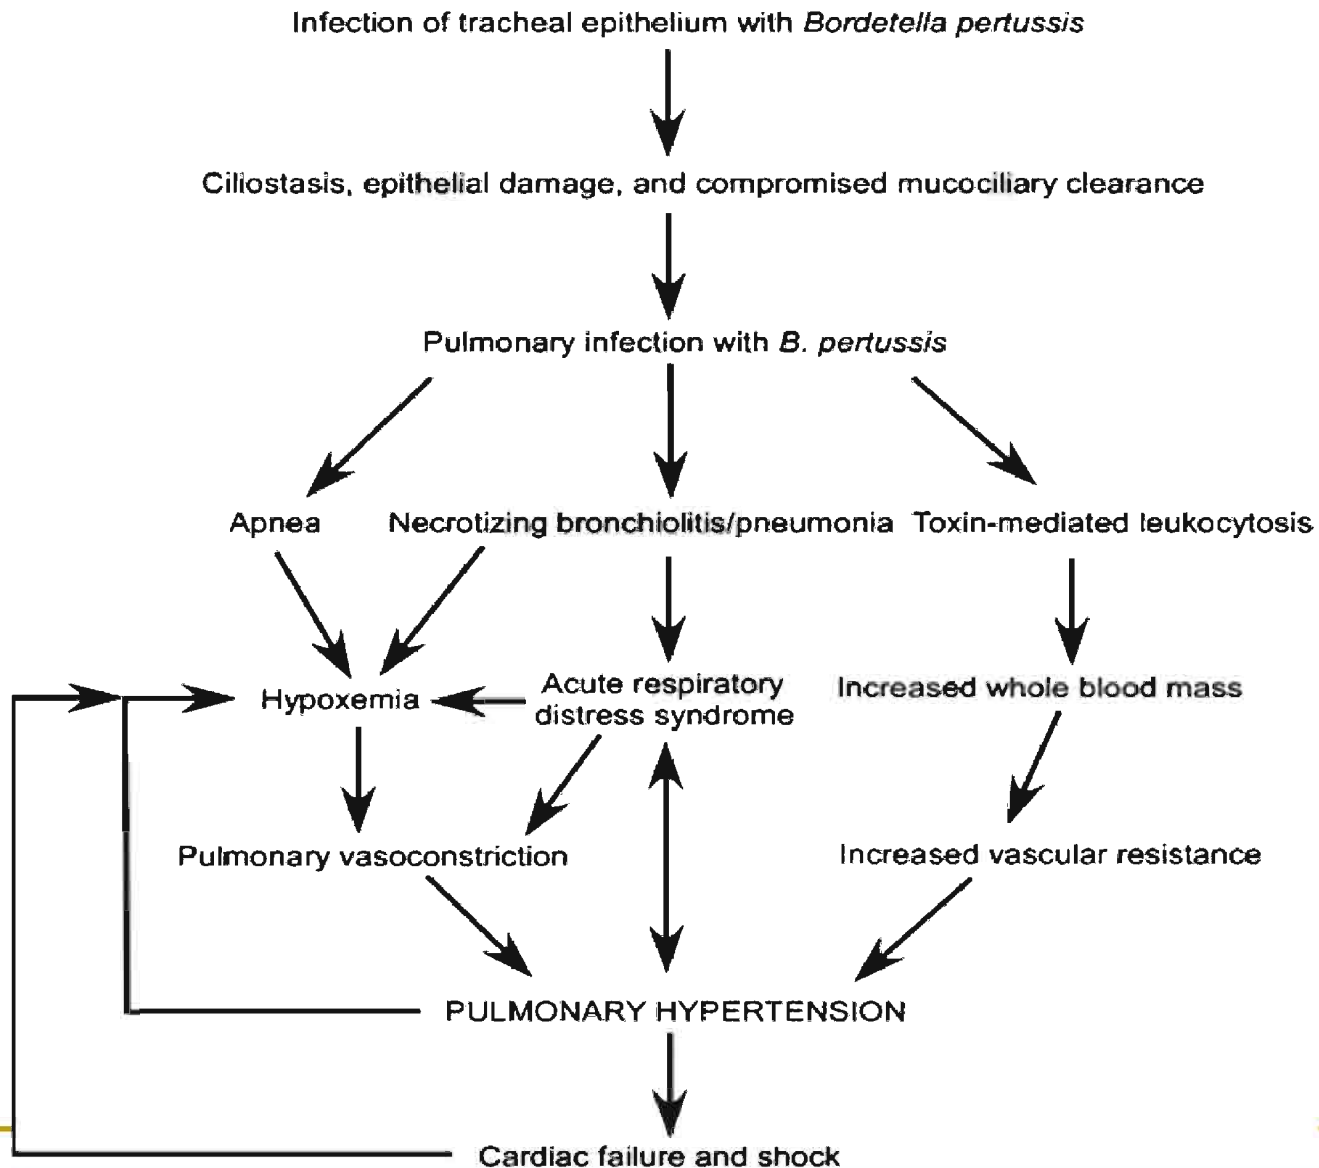 Infection of tracheal epithelium with Bordetella pertussis
Ciliostasis, epithelial damage, and compromised mucociliary clearance
Pulmonary infection with B. pertussis
Apnea
Necrotizing bronchiolitis/pneumonia
Toxin-mediated leukocytosis
Hypoxemia
Acute respiratory
distress syndrome
Increased whole blood mass
Pulmonary vasoconstriction
Increased vascular resistance
PULMONARY HYPERTENSION
Cardiac failure and shock